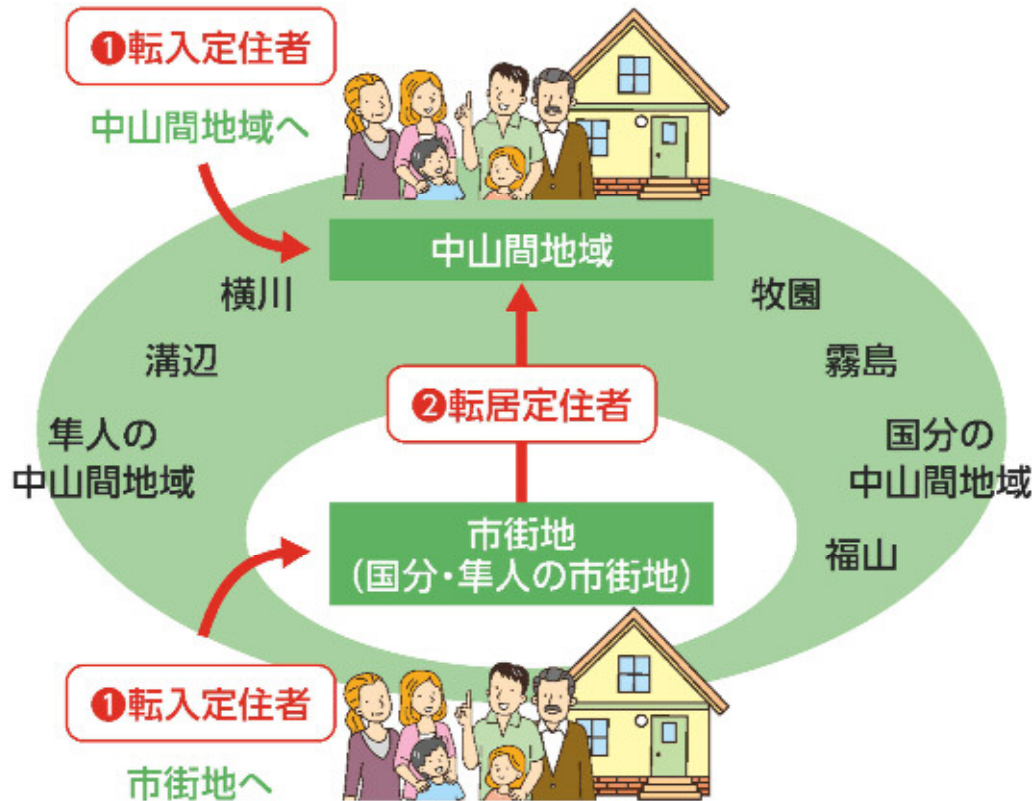 ❶転入定住者
中山間地域へ
中山間地域
横川
牧園
溝辺
霧島
❷転居定住者
隼人の
中山間地域
国分の
中山間地域
市街地
（国分・隼人の市街地）
福山
❶転入定住者
市街地へ